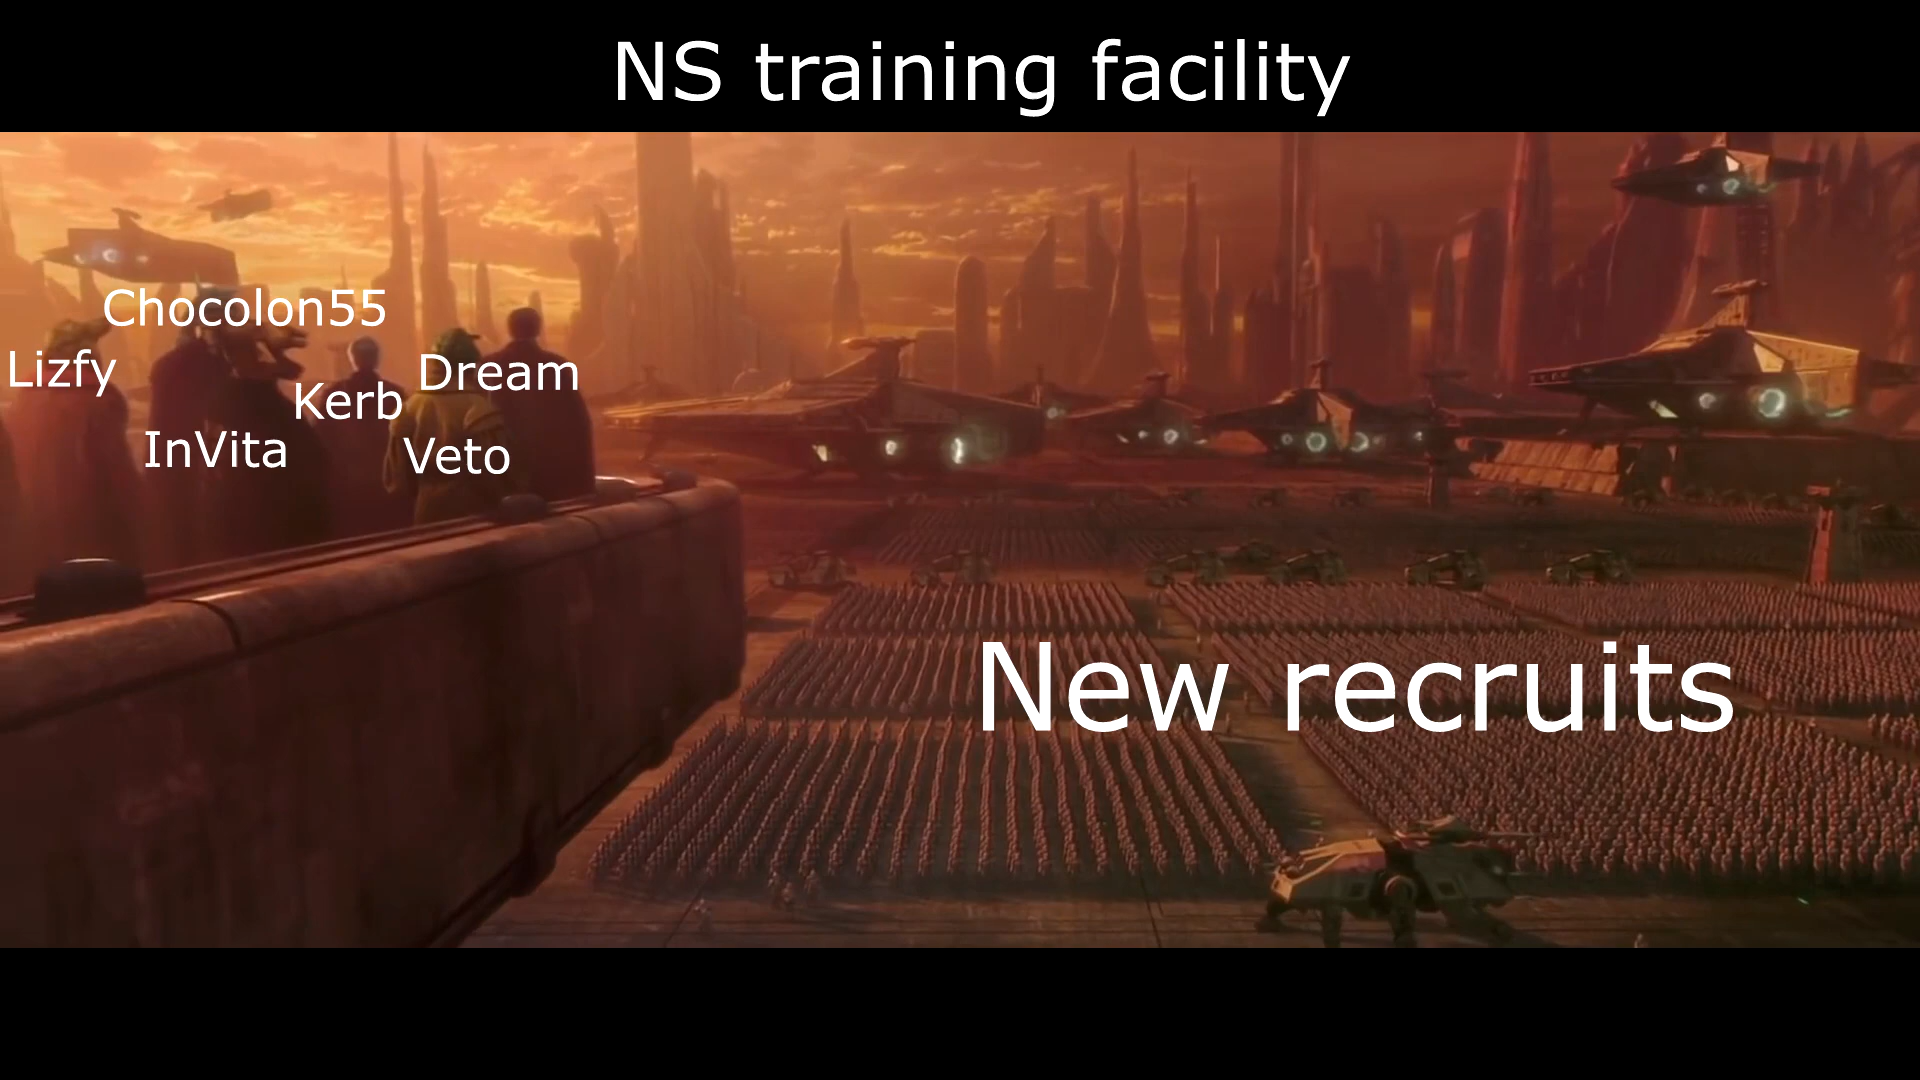 NS training facility
Chocolon55
Lizfy
Dream
Kerb
InVita
Veto
New recruits